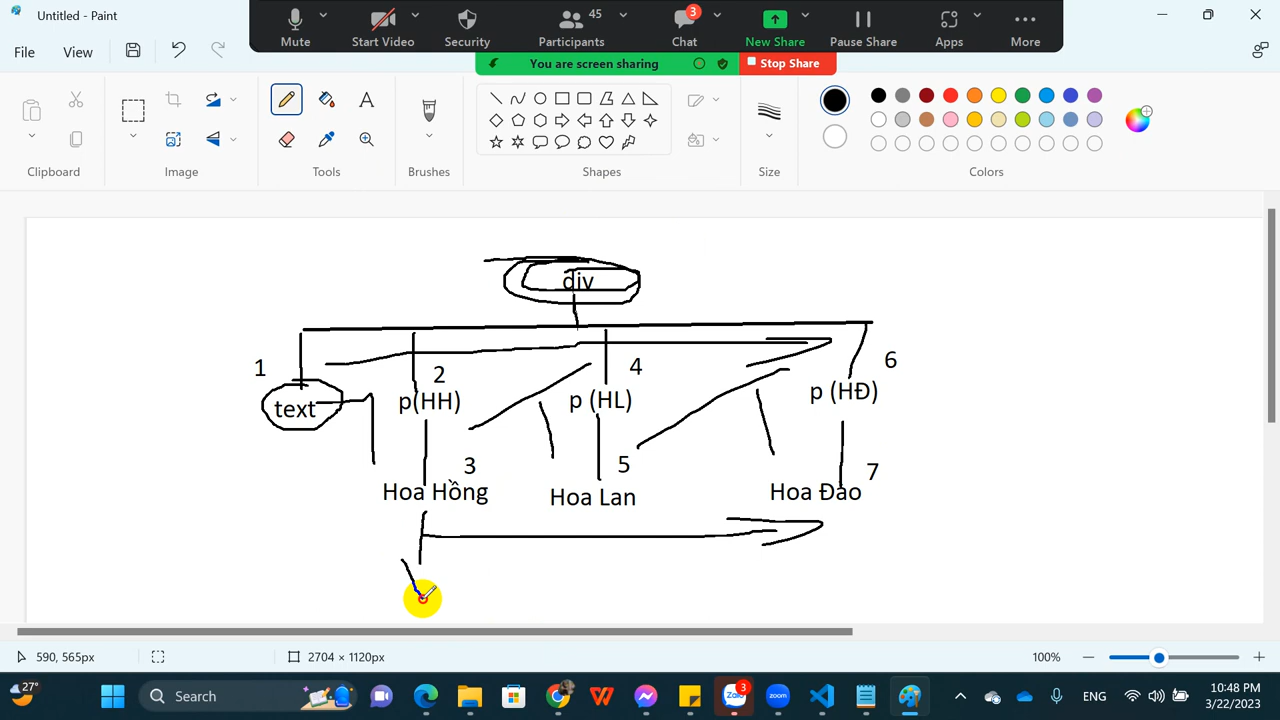 Untitled - Paint
Mute
Start Video
Security
45
Participants
3
Chat
New Share
Pause Share
Apps
More
File
View
You are screen sharing
Stop Share
Clipboard
Image
Tools
Brushes
Shapes
Size
Colors
div
1
2
4
6
text
p(HH)
p (HL)
p (HĐ)
3
5
7
Hoa Hồng
Hoa Lan
Hoa Đào
590, 565px
2704 × 1120px
100%
27°
Search
Zalo
3
zoom
ENG
10:48 PM
3/22/2023